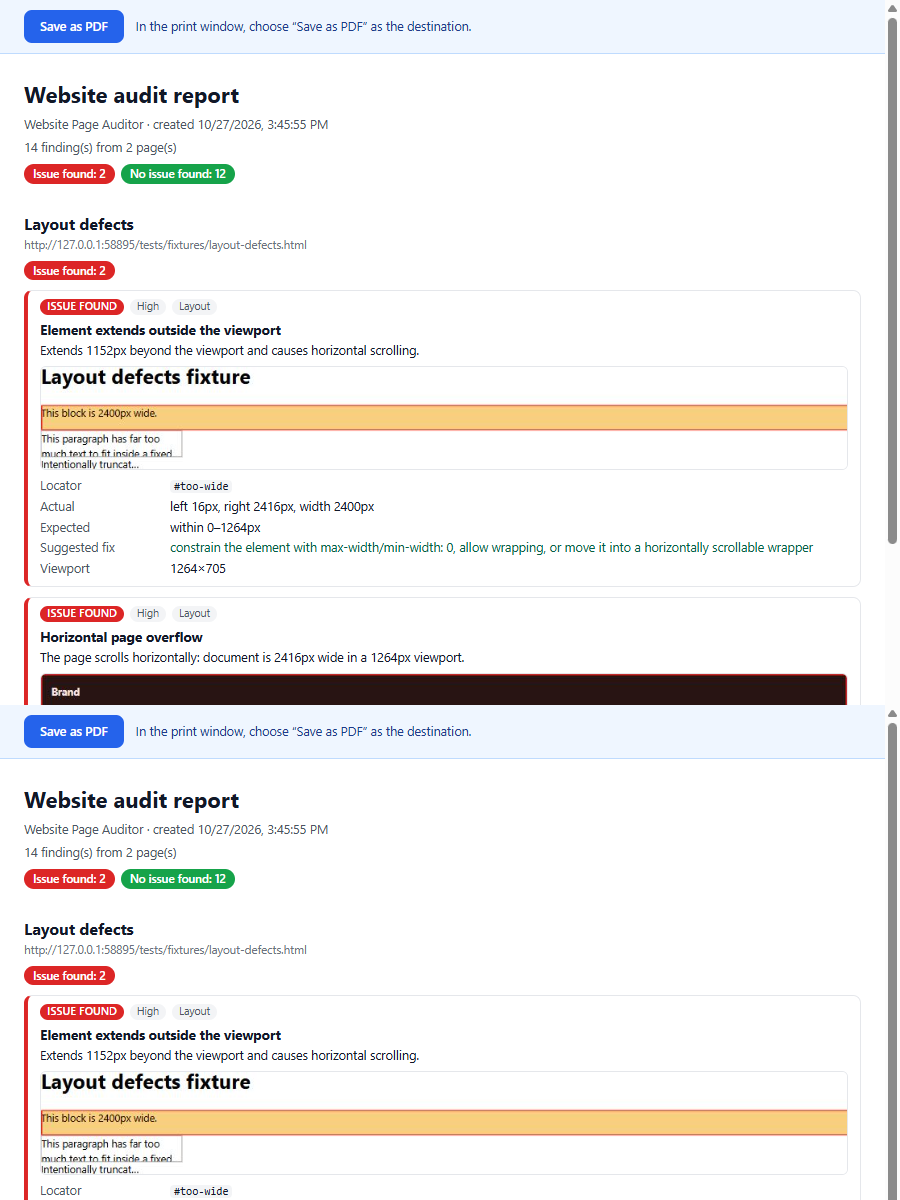 Save as PDF In the print window, choose “Save as PDF” as the destination.
Website audit report
Website Page Auditor · created 10/27/2026, 3:45:55 PM
14 finding(s) from 2 page(s)
Issue found: 2 No issue found: 12
Layout defects
http://127.0.0.1:58895/tests/fixtures/layout-defects.html
Issue found: 2
ISSUE FOUND High Layout
Element extends outside the viewport
Extends 1152px beyond the viewport and causes horizontal scrolling.
Layout defects fixture
This block is 2400px wide.
This paragraph has far too
much text to fit inside a fixed
Intentionally truncat...
Locator #too-wide
Actual left 16px, right 2416px, width 2400px
Expected within 0–1264px
Suggested fix constrain the element with max-width/min-width: 0, allow wrapping, or move it into a horizontally scrollable wrapper
Viewport 1264×705
ISSUE FOUND High Layout
Horizontal page overflow
The page scrolls horizontally: document is 2416px wide in a 1264px viewport.
Brand
Save as PDF In the print window, choose “Save as PDF” as the destination.
Website audit report
Website Page Auditor · created 10/27/2026, 3:45:55 PM
14 finding(s) from 2 page(s)
Issue found: 2 No issue found: 12
Layout defects
http://127.0.0.1:58895/tests/fixtures/layout-defects.html
Issue found: 2
ISSUE FOUND High Layout
Element extends outside the viewport
Extends 1152px beyond the viewport and causes horizontal scrolling.
Layout defects fixture
This block is 2400px wide.
This paragraph has far too
much text to fit inside a fixed
Intentionally truncat...
Locator #too-wide